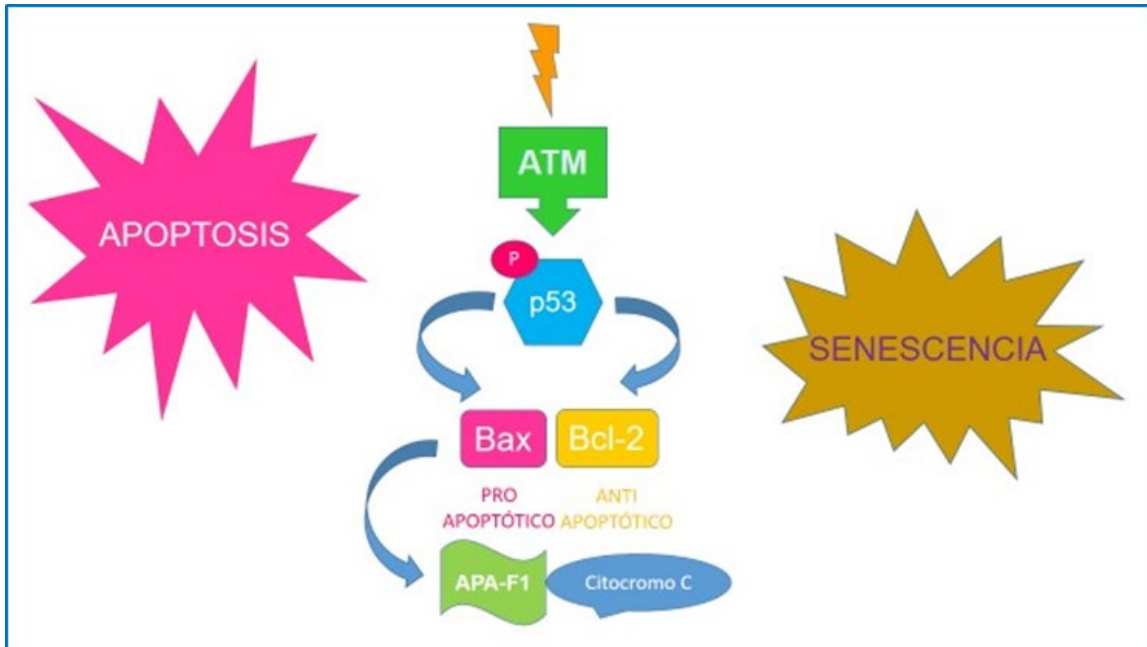 ATM
APOPTOSIS
P
p53
SENESCENCIA
Bax
Bcl-2
PRO
APOPTÓTICO
ANTI
APOPTÓTICO
APA-F1
Citocromo C